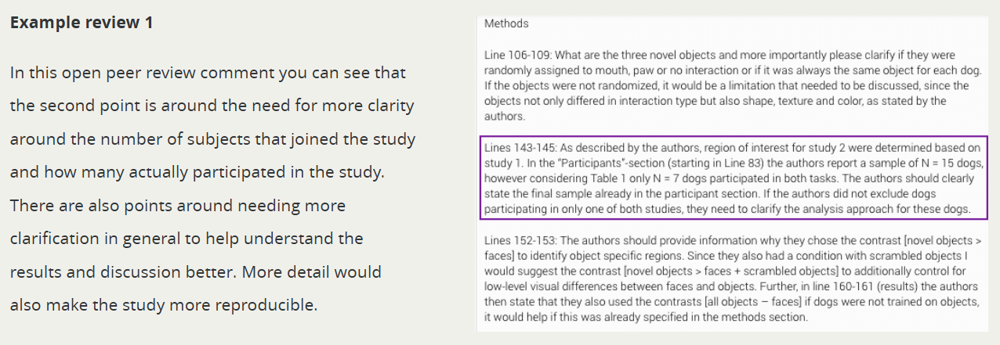 Example review 1
In this open peer review comment you can see that
the second point is around the need for more clarity
around the number of subjects that joined the study
and how many actually participated in the study.
There are also points around needing more
clarification in general to help understand the
results and discussion better. More detail would
also make the study more reproducible.
Methods
Line 106-109: What are the three novel objects and more importantly please clarify if they were
randomly assigned to mouth, paw or no interaction or if it was always the same object for each dog.
If the objects were not randomized, it would be a limitation that needed to be discussed, since the
objects not only differed in interaction type but also shape, texture and color, as stated by the
authors.
Lines 143-145: As described by the authors, region of interest for study 2 were determined based on
study 1. In the "Participants"-section (starting in Line 83) the authors report a sample of N = 15 dogs,
however considering Table 1 only N = 7 dogs participated in both tasks. The authors should clearly
state the final sample already in the participant section. If the authors did not exclude dogs
participating in only one of both studies, they need to clarify the analysis approach for these dogs.
Lines 152-153: The authors should provide information why they chose the contrast [novel objects >
faces] to identify object specific regions. Since they also had a condition with scrambled objects I
would suggest the contrast [novel objects > faces + scrambled objects] to additionally control for
low-level visual differences between faces and objects. Further, in line 160-161 (results) the authors
then state that they also used the contrasts [all objects – faces] if dogs were not trained on objects,
it would help if this was already specified in the methods section.